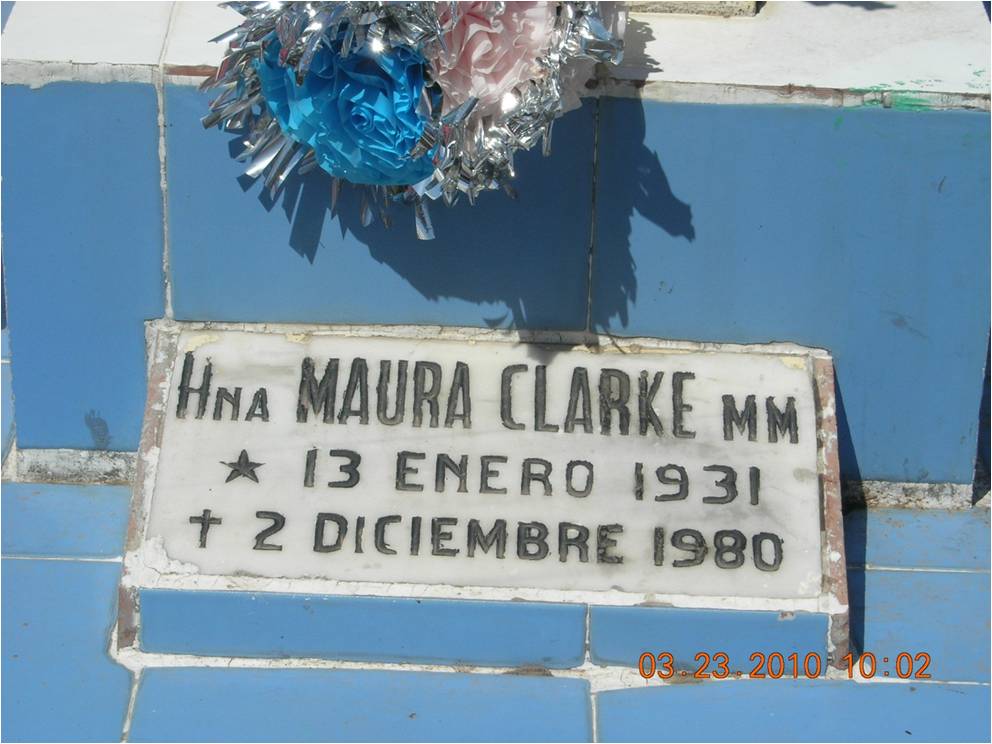 HNA MAURA CLARKE MM
★ 13 ENERO 1931
✝ 2 DICIEMBRE 1980
03.23.2010 10:02